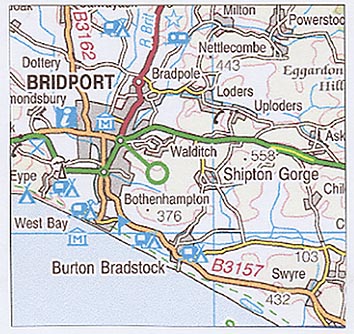 Milton
Powerstoc
B3162
R Brit
Nettlecombe
Dottery
443
Eggardon
Hill
BRIDPORT
Bradpole
Loders
Uploders
mondsbury
M
Ask
Walditch
558
Eype
Shipton Gorge
Chil
Bothenhampton
376
West Bay
M
103
Burton Bradstock
B3157
Swyre
432